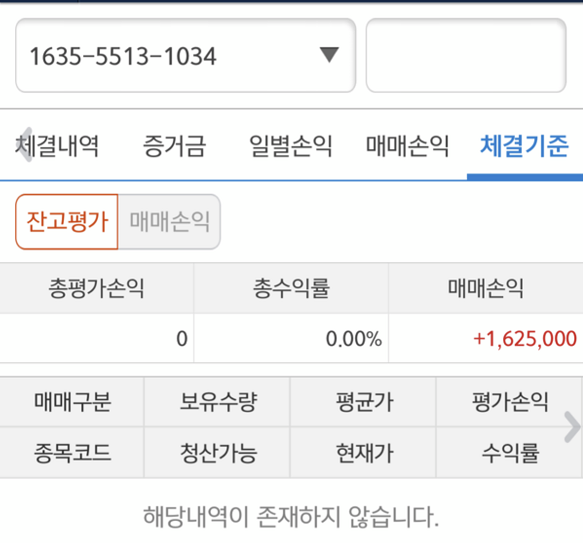 1635-5513-1034 ▼
체결내역 증거금 일별손익 매매손익 체결기준
잔고평가 매매손익
총평가손익 총수익률 매매손익
0 0.00% +1,625,000
매매구분 보유수량 평균가 평가손익
종목코드 청산가능 현재가 수익률
해당내역이 존재하지 않습니다.